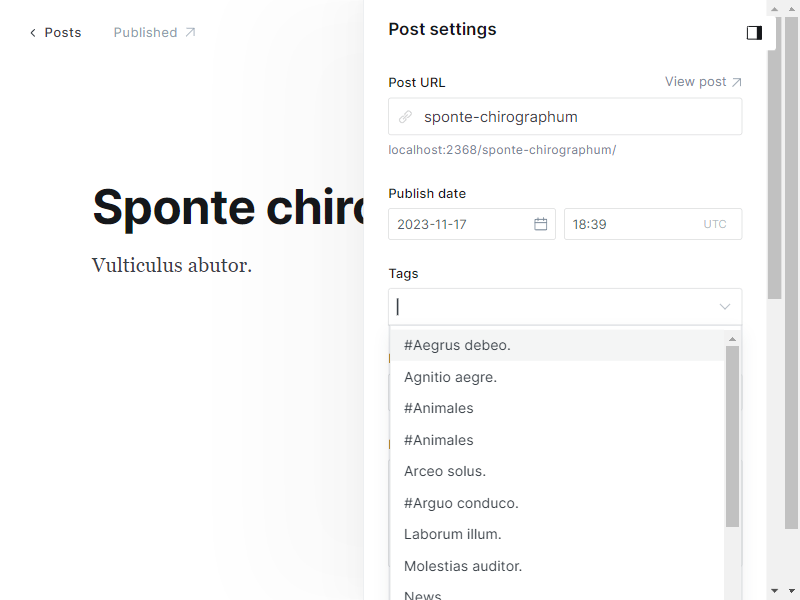 Posts
Published
Post settings
Post URL
View post
sponte-chirographum
localhost:2368/sponte-chirographum/
Publish date
2023-11-17
18:39
UTC
Sponte chiro
Vulticulus abutor.
Tags
#Aegrus debeo.
Agnitio aegre.
#Animales
#Animales
Arceo solus.
#Arguo conduco.
Laborum illum.
Molestias auditor.
News